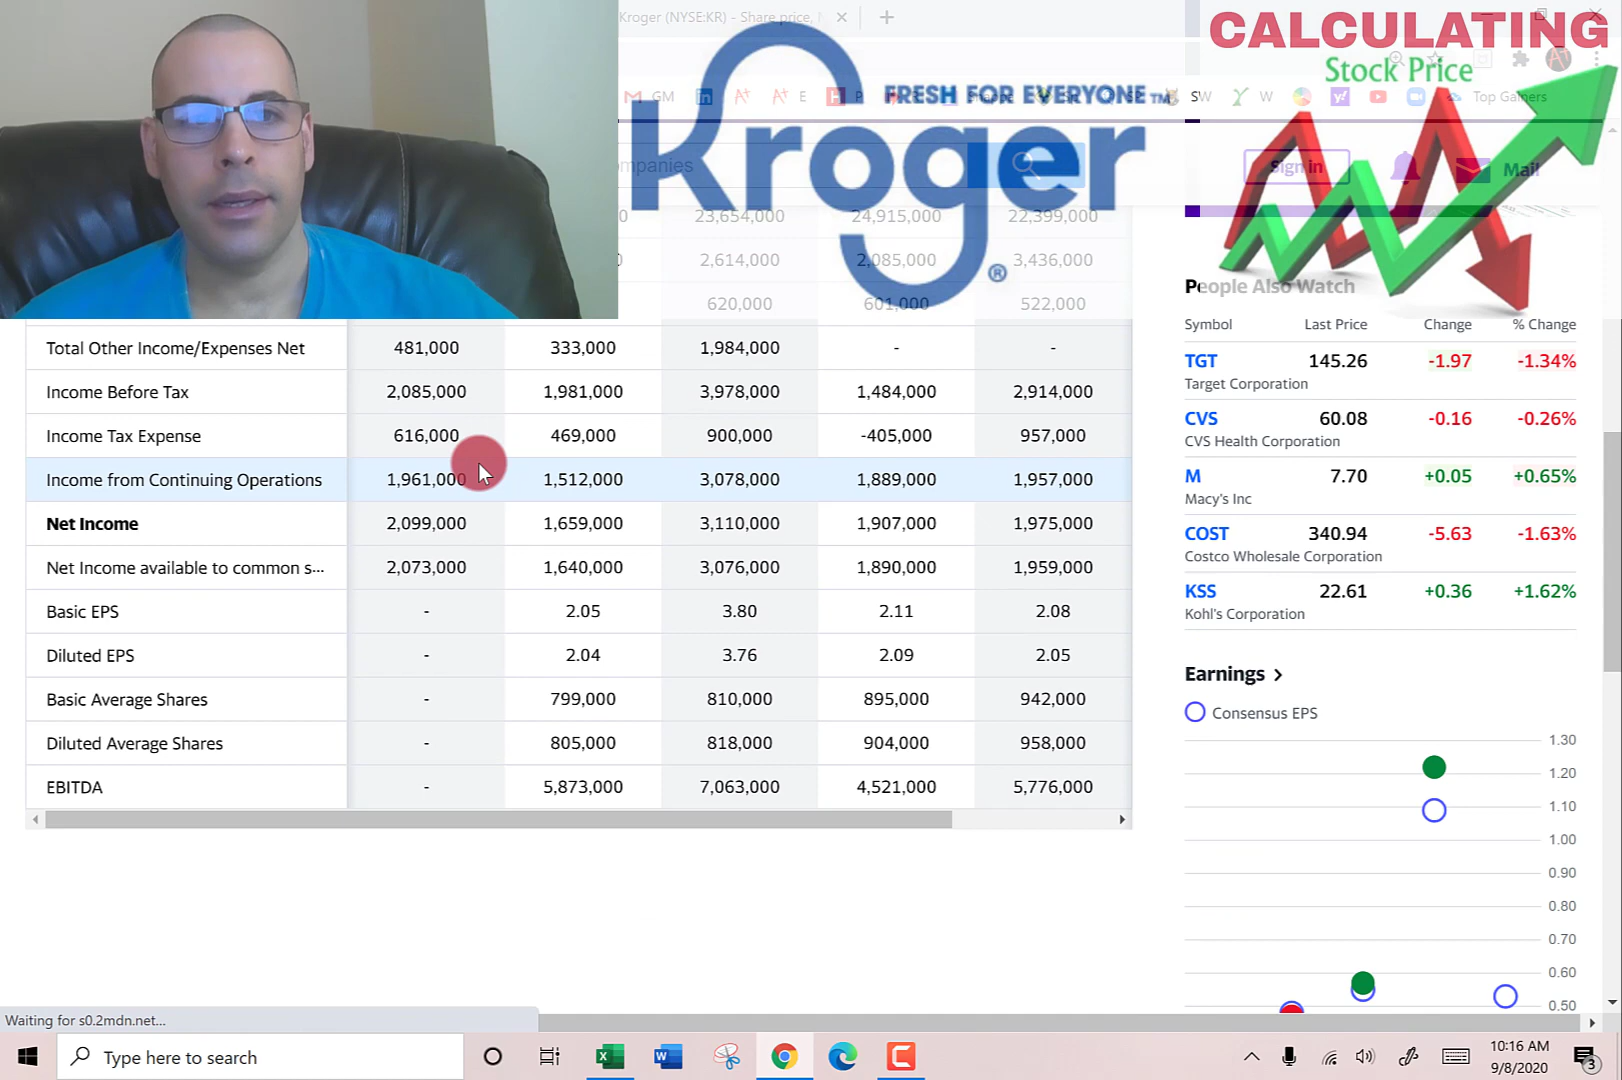 Kroger (NYSE:KR) - Share price,
CALCULATING
Stock Price
GM
E
H
FRESH FOR EVERYONE™
SW
W
Top Gainers
Kroger®
ompanies
Sign in
Mail
23,654,000 24,915,000 22,399,000
2,614,000 2,085,000 3,436,000
620,000 601,000 522,000
Total Other Income/Expenses Net 481,000 333,000 1,984,000 - -
Income Before Tax 2,085,000 1,981,000 3,978,000 1,484,000 2,914,000
Income Tax Expense 616,000 469,000 900,000 -405,000 957,000
Income from Continuing Operations 1,961,000 1,512,000 3,078,000 1,889,000 1,957,000
Net Income 2,099,000 1,659,000 3,110,000 1,907,000 1,975,000
Net Income available to common s... 2,073,000 1,640,000 3,076,000 1,890,000 1,959,000
Basic EPS - 2.05 3.80 2.11 2.08
Diluted EPS - 2.04 3.76 2.09 2.05
Basic Average Shares - 799,000 810,000 895,000 942,000
Diluted Average Shares - 805,000 818,000 904,000 958,000
EBITDA - 5,873,000 7,063,000 4,521,000 5,776,000
People Also Watch
Symbol Last Price Change % Change
TGT 145.26 -1.97 -1.34%
Target Corporation
CVS 60.08 -0.16 -0.26%
CVS Health Corporation
M 7.70 +0.05 +0.65%
Macy's Inc
COST 340.94 -5.63 -1.63%
Costco Wholesale Corporation
KSS 22.61 +0.36 +1.62%
Kohl's Corporation
Earnings >
Consensus EPS
1.30
1.20
1.10
1.00
0.90
0.80
0.70
0.60
0.50
Waiting for s0.2mdn.net...
Type here to search
10:16 AM
9/8/2020
3